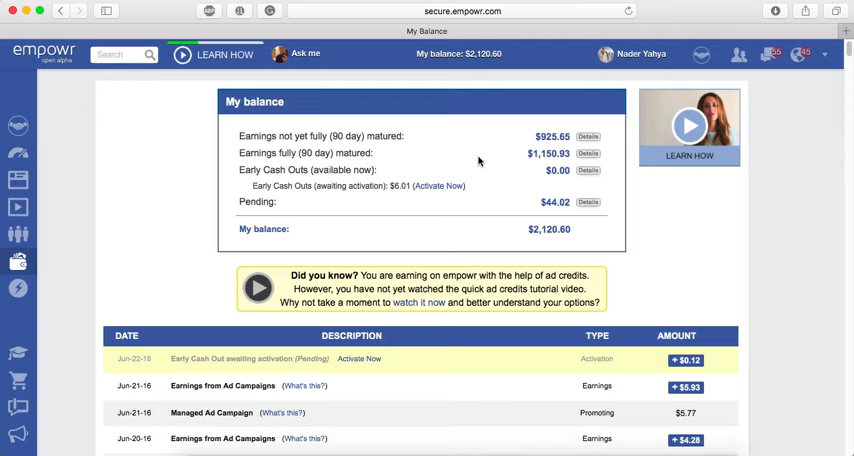 secure.empowr.com
My Balance
empowr
open alpha
Search
LEARN HOW
Ask me
My balance: $2,120.60
Nader Yahya
55
45
My balance
Earnings not yet fully (90 day) matured: $925.65 Details
Earnings fully (90 day) matured: $1,150.93 Details
Early Cash Outs (available now): $0.00 Details
Early Cash Outs (awaiting activation): $6.01 (Activate Now)
Pending: $44.02 Details
My balance: $2,120.60
LEARN HOW
Did you know? You are earning on empowr with the help of ad credits.
However, you have not yet watched the quick ad credits tutorial video.
Why not take a moment to watch it now and better understand your options?
DATE DESCRIPTION TYPE AMOUNT
Jun-22-16 Early Cash Out awaiting activation (Pending) Activate Now Activation + $0.12
Jun-21-16 Earnings from Ad Campaigns (What's this?) Earnings + $5.93
Jun-21-16 Managed Ad Campaign (What's this?) Promoting $5.77
Jun-20-16 Earnings from Ad Campaigns (What's this?) Earnings + $4.28